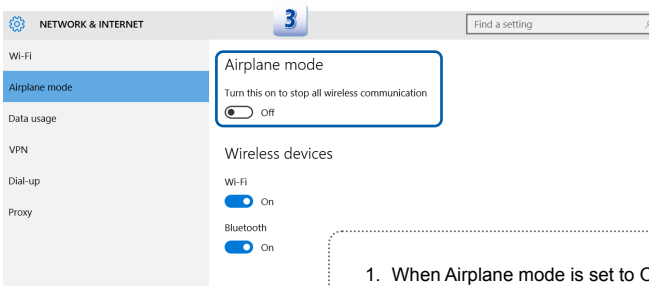 NETWORK & INTERNET
3
Find a setting
Wi-Fi
Airplane mode
Data usage
VPN
Dial-up
Proxy
Airplane mode
Turn this on to stop all wireless communication
Off
Wireless devices
Wi-Fi
On
Bluetooth
On
1. When Airplane mode is set to